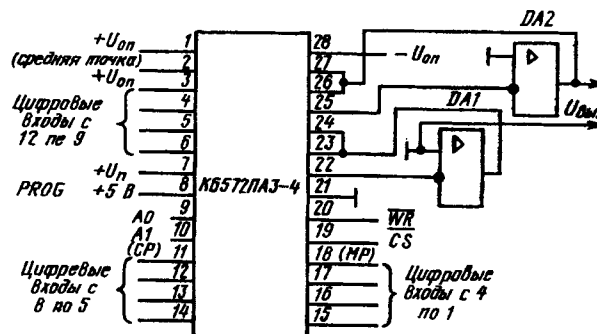 +Uоп
(средняя точка)
+Uоп
Цифровые
входы с
12 пе 9
+Uп
PROG +5 В
A0
A1
(CP)
Цифревые
входы с
8 по 5
1
2
3
4
5
6
7
8
9
10
11
12
13
14
К6572ПА3-4
28
27
26
25
24
23
22
21
20
19
18 (MP)
17
16
15
-Uоп
WR
CS
Цифровые
входы с 4
по 1
DA2
DA1
Uвых